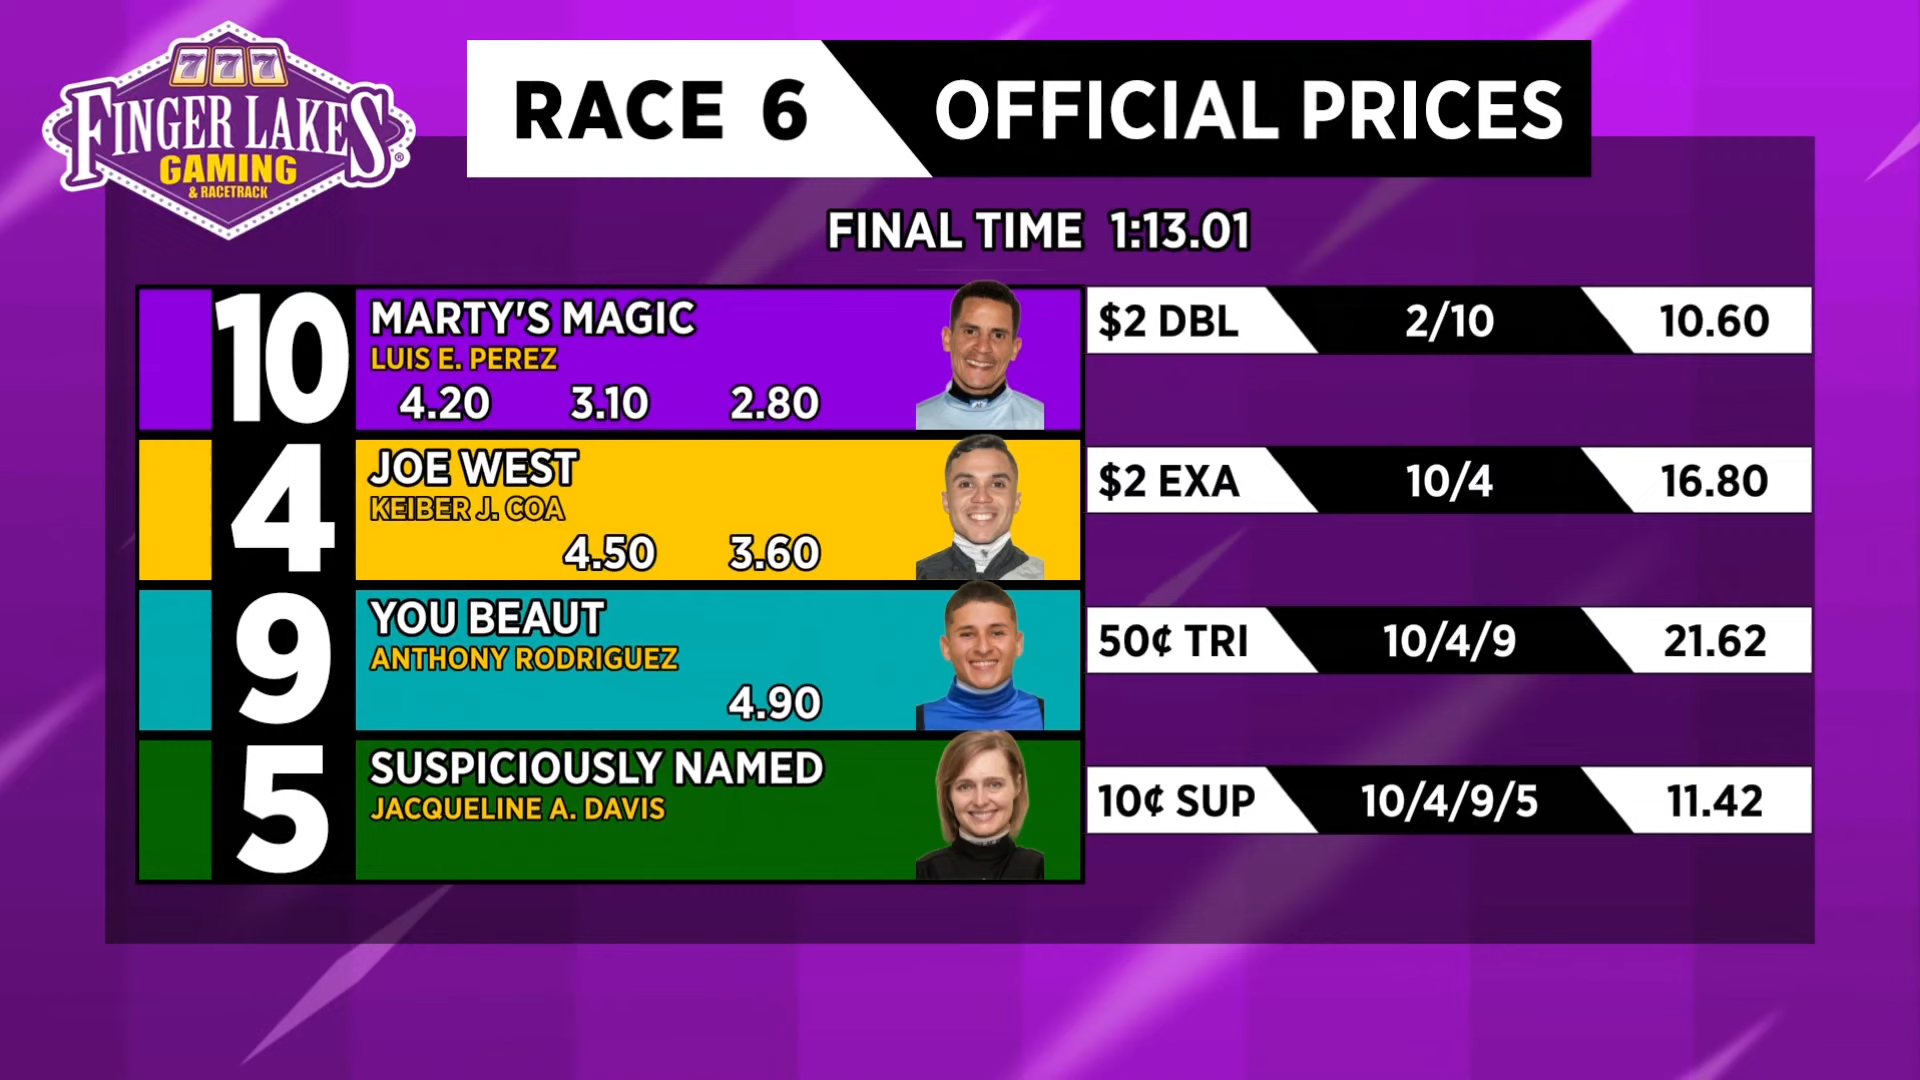 777
FINGER LAKES
GAMING
& RACETRACK
®
RACE 6
OFFICIAL PRICES
FINAL TIME 1:13.01
10
MARTY'S MAGIC
LUIS E. PEREZ
4.20 3.10 2.80
$2 DBL 2/10 10.60
4
JOE WEST
KEIBER J. COA
4.50 3.60
$2 EXA 10/4 16.80
9
YOU BEAUT
ANTHONY RODRIGUEZ
4.90
50¢ TRI 10/4/9 21.62
5
SUSPICIOUSLY NAMED
JACQUELINE A. DAVIS
10¢ SUP 10/4/9/5 11.42